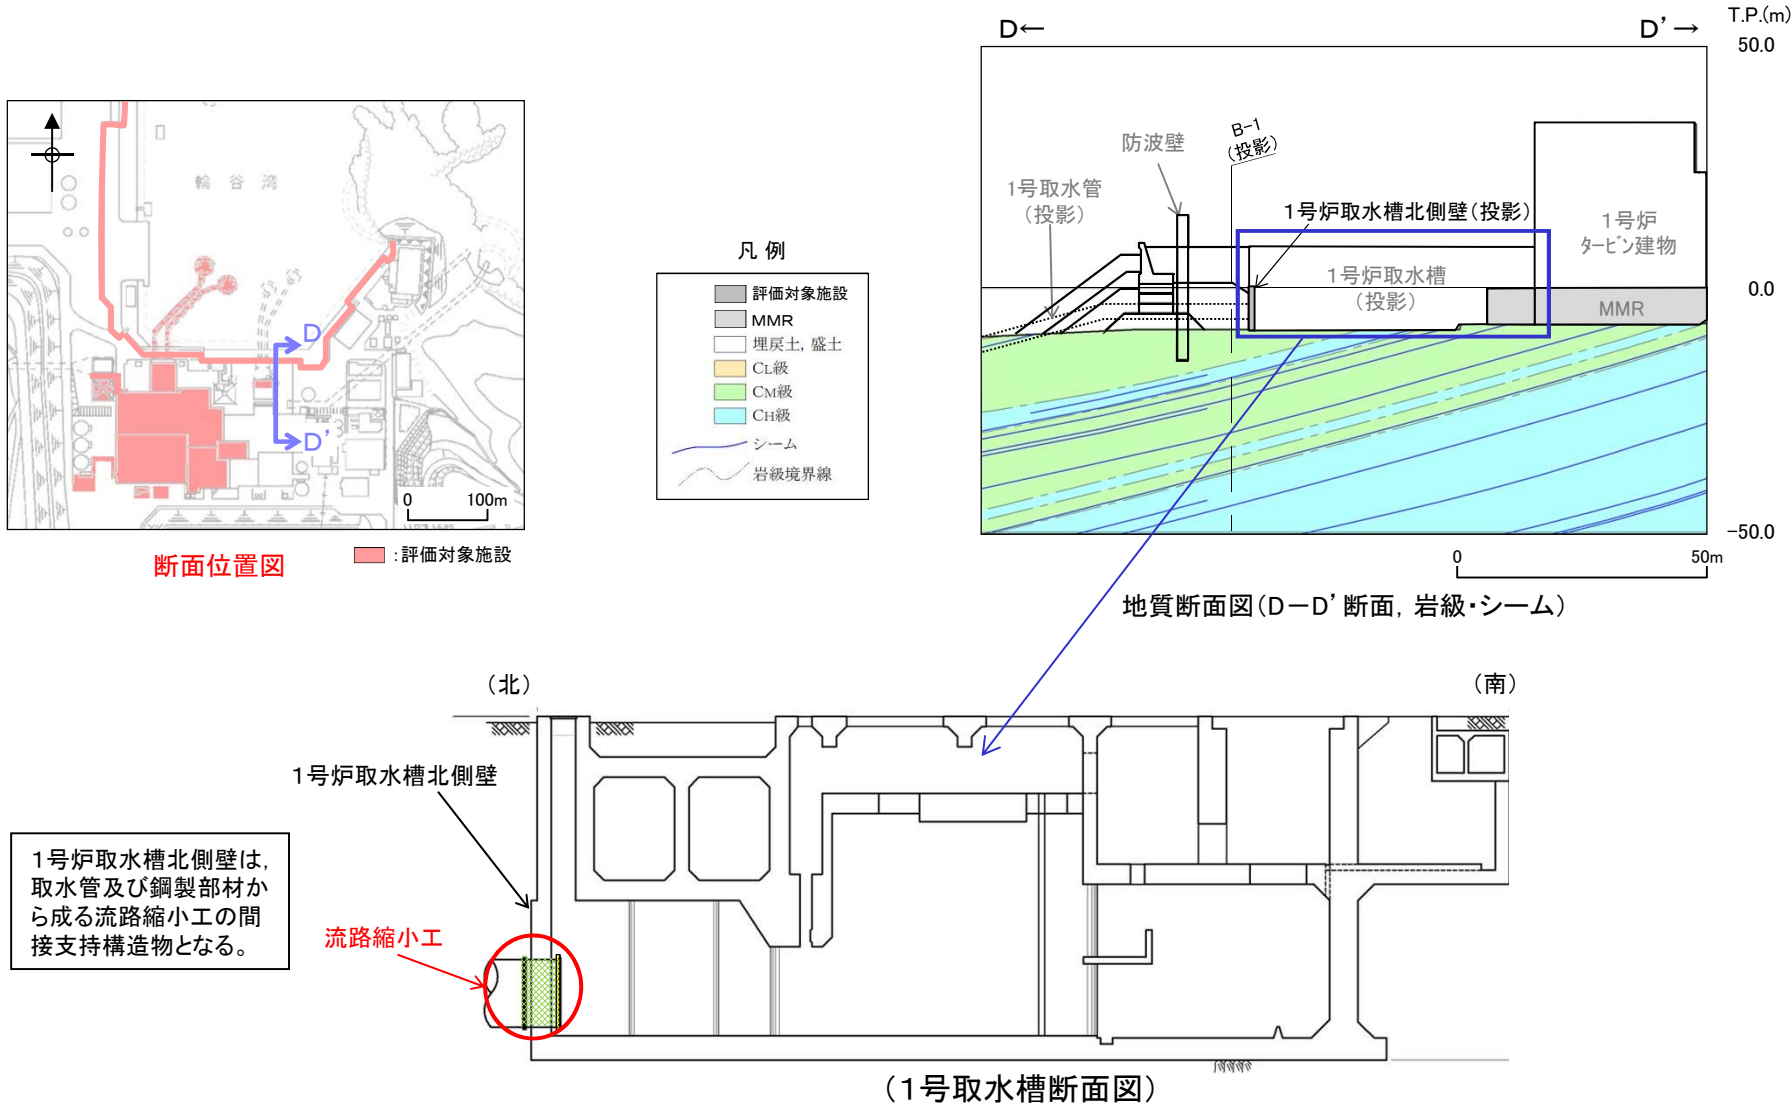 D←
D’→
T.P.(m)
50.0
防波壁
B-1
(投影)
1号取水管
(投影)
1号炉取水槽北側壁(投影)
1号炉
タービン建物
1号炉取水槽
(投影)
0.0
MMR
-50.0
0
50m
地質断面図(D-D’断面, 岩級・シーム)
輪谷湾
D
D’
0
100m
断面位置図
:評価対象施設
凡例
評価対象施設
MMR
埋戻土, 盛土
CL級
CM級
CH級
シーム
岩級境界線
(北)
(南)
1号炉取水槽北側壁
1号炉取水槽北側壁は,
取水管及び鋼製部材か
ら成る流路縮小工の間
接支持構造物となる。
流路縮小工
(1号取水槽断面図)